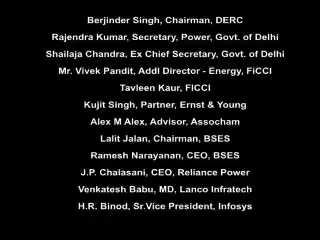 Berjinder Singh, Chairman, DERC
Rajendra Kumar, Secretary, Power, Govt. of Delhi
Shailaja Chandra, Ex Chief Secretary, Govt. of Delhi
Mr. Vivek Pandit, Addl Director - Energy, FiCCI
Tavleen Kaur, FICCI
Kujit Singh, Partner, Ernst & Young
Alex M Alex, Advisor, Assocham
Lalit Jalan, Chairman, BSES
Ramesh Narayanan, CEO, BSES
J.P. Chalasani, CEO, Reliance Power
Venkatesh Babu, MD, Lanco Infratech
H.R. Binod, Sr.Vice President, Infosys